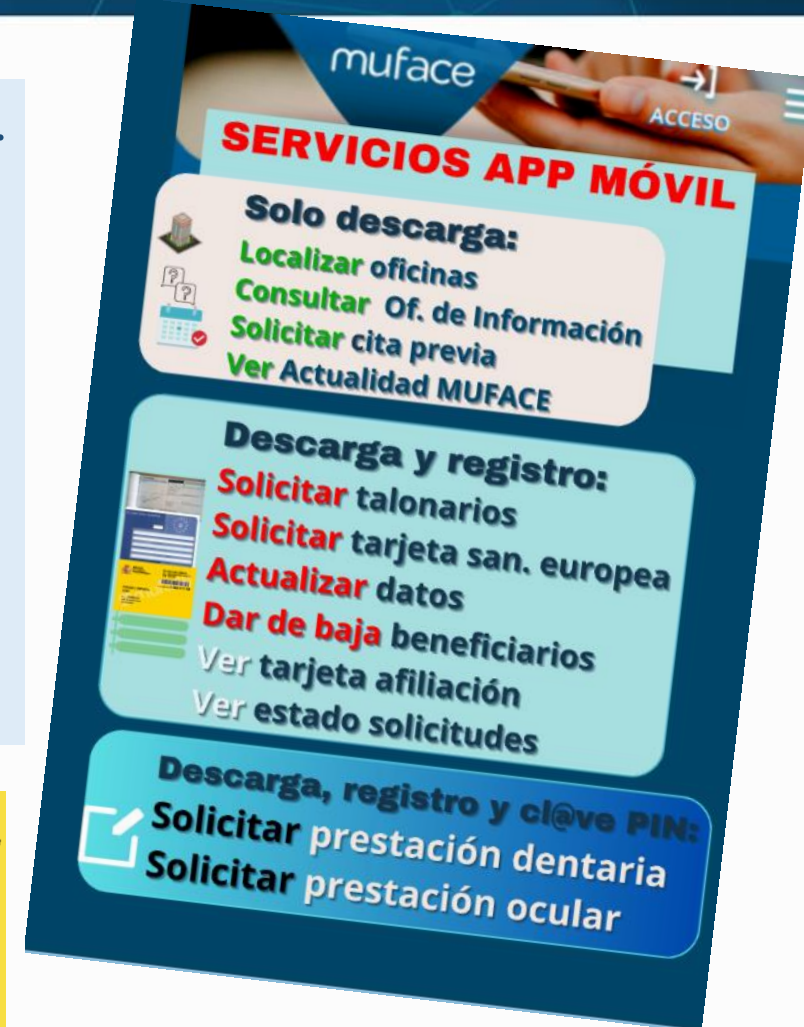 muface
ACCESO
SERVICIOS APP MÓVIL
Solo descarga:
Localizar oficinas
Consultar Of. de Información
Solicitar cita previa
Ver Actualidad MUFACE
Descarga y registro:
Solicitar talonarios
Solicitar tarjeta san. europea
Actualizar datos
Dar de baja beneficiarios
Ver tarjeta afiliación
Ver estado solicitudes
Descarga, registro y cl@ve PIN:
Solicitar prestación dentaria
Solicitar prestación ocular